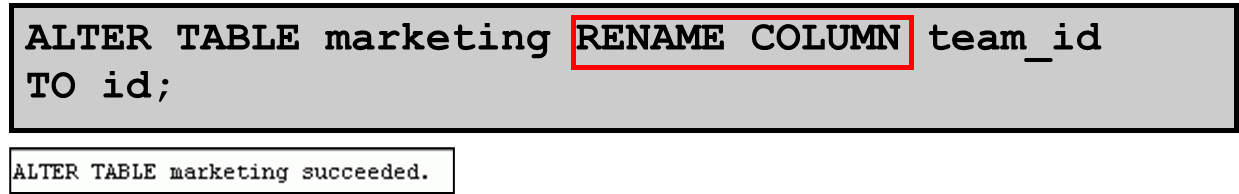 ALTER TABLE marketing RENAME COLUMN team_id
TO id;
ALTER TABLE marketing succeeded.